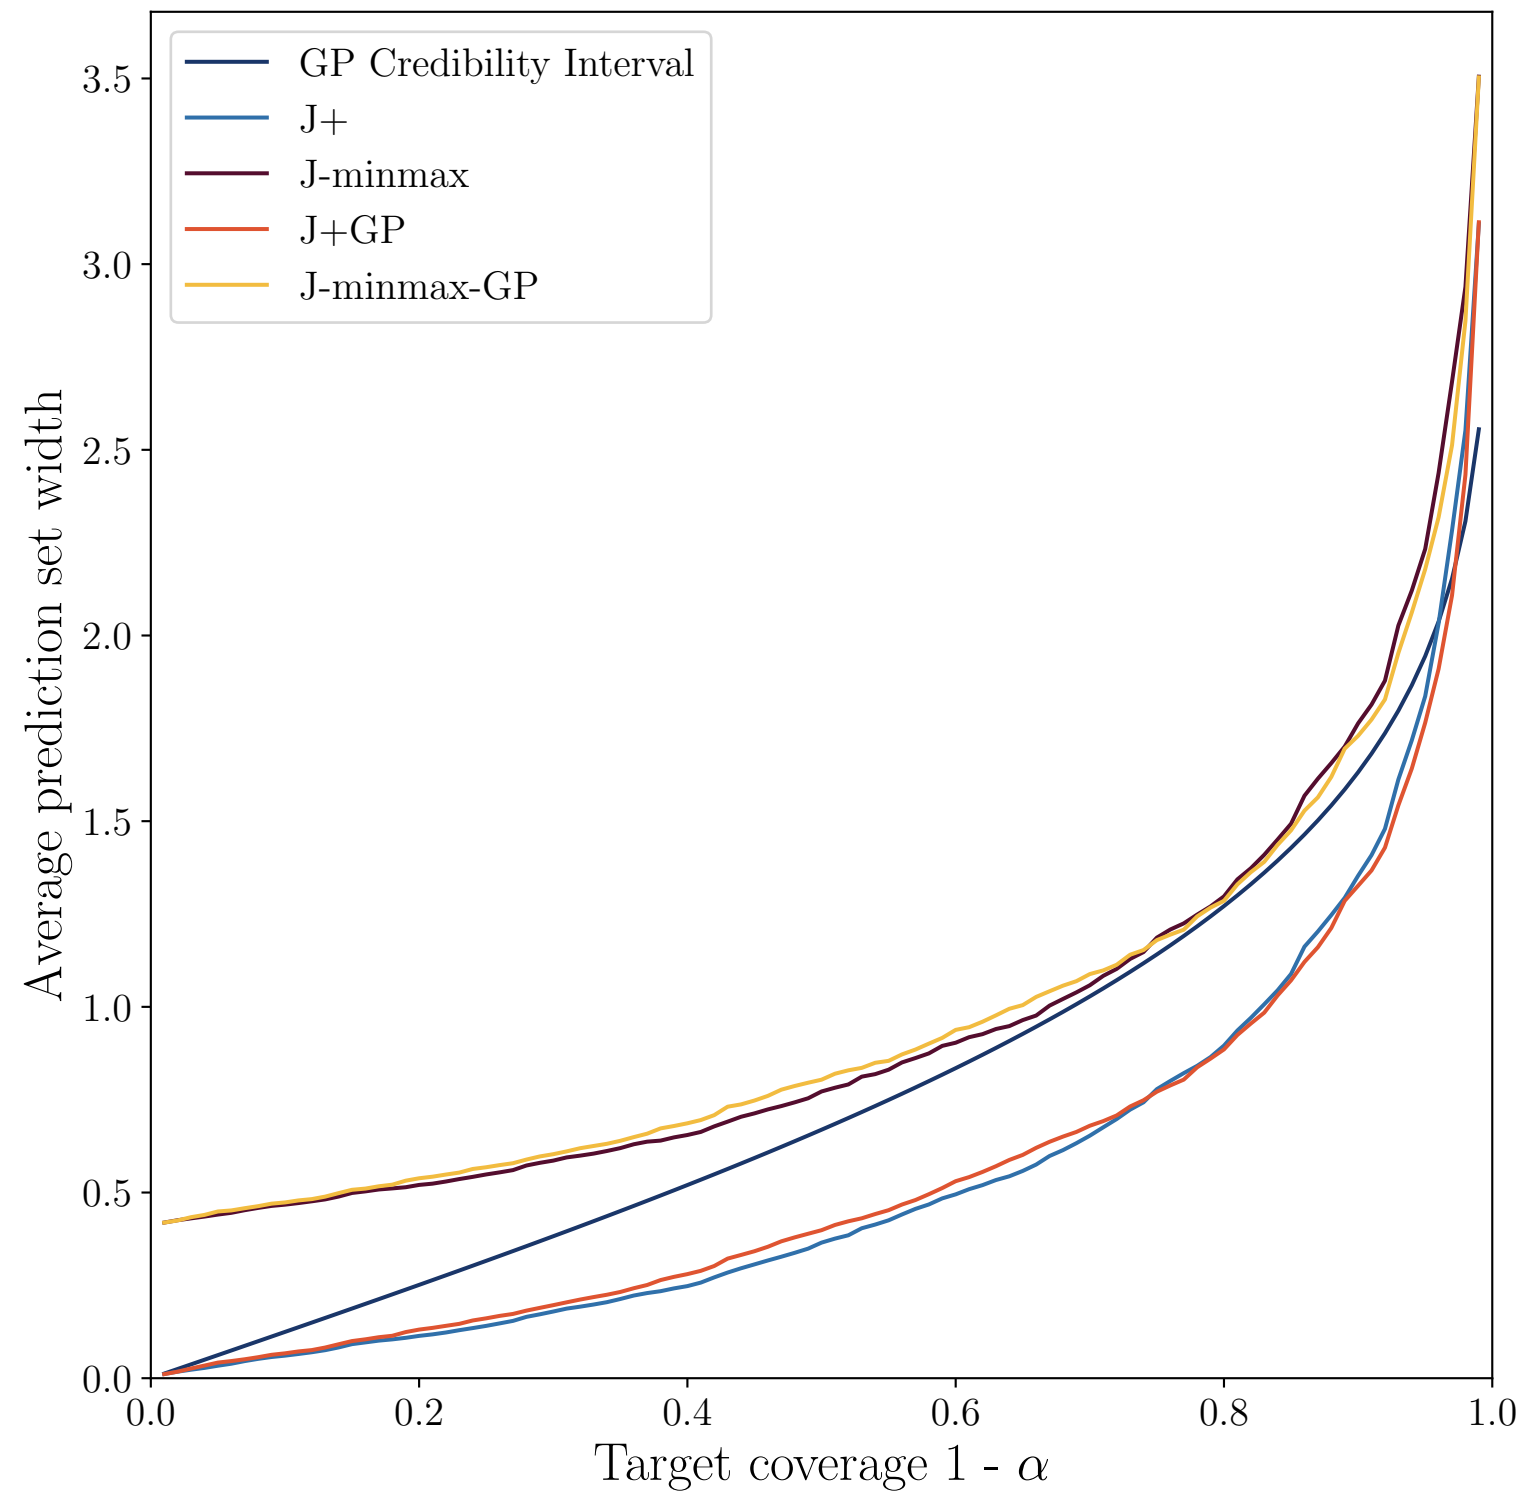 GP Credibility Interval
J+
J-minmax
J+GP
J-minmax-GP
3.5
3.0
2.5
2.0
1.5
1.0
0.5
0.0
Average prediction set width
0.0 0.2 0.4 0.6 0.8 1.0
Target coverage 1 - α